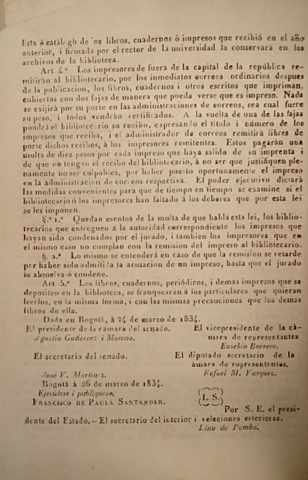 lista ó catálogo de los libros, cuadernos ó impresos que recibió en el año
anterior, i firmada por el rector de la universidad la conservará en los
archivos de la biblioteca.
Art 4.º Los impresores de fuera de la capital de la república re-
mitirán al bibliotecario, por los inmediatos correos ordinarios despues
de la publicacion, los libros, cuadernos i otros escritos que impriman,
cubiertos con dos fajas de manera que pueda verse que es impreso. Nada
se exijirá por su porte en las administraciones de correos, sea cual fuere
su peso, i todos vendrán certificados. A la vuelta de una de las fajas
pondrá el bibliotecario su recibo, espresando el título i número de los
impresos que reciba, i el administrador de correos remitirá libres de
porte dichos recibos, á los impresores remitentes. Estos pagarán una
multa de diez pesos por cada impreso que haya salido de su imprenta i
de que no tengan el recibo del bibliotecario, á no ser que justifiquen ple-
namente no ser culpables, por haber puesto oportunamente el impreso
en la administracion de correos respectiva. El poder ejecutivo dictará
las medidas convenientes para que de tiempo en tiempo se examine si el
bibliotecario ó los impresores han faltado á los deberes que por esta lei
se les imponen.
§.º 1.º Quedan esentos de la multa de que habla esta lei, los biblio-
tecarios que entreguen á la autoridad correspondiente los impresos que
hayan sido condenados por el jurado, i tambien los impresores que en
el mismo caso no cumplan con la remision del impreso al bibliotecario.
§. 2.º Lo mismo se entenderá en caso de que la remision se retarde
por haber sido admitida la acusacion de un impreso, hasta que el jurado
lo absuelva ó condene.
Art 5.º Los libros, cuadernos, periódicos, i demas impresos que se
depositen en la biblioteca, se franquearán á los particulares que quieran
leerlos, en la misma forma, i con las mismas precauciones que los demas
libros de ella.
Dada en Bogotá, á 24 de marzo de 1834.
El presidente de la cámara del senado.
Agustin Gutierrez i Moreno.
El vicepresidente de la cá-
mara de representantes
Eusebio Borrero.
El secretario del senado.
José V. Martinez.
El diputado secretario de la
cámara de representantes,
Rafael M. Vasquez.
Bogotá á 26 de marzo de 1834.
Ejecútese i publíquese,
FRANCISCO DE PAULA SANTANDER.
(L. S.)
Por S. E. el presi-
dente del Estado.—El secretario del interior i relaciones esteriores.
Lino de Pombo.